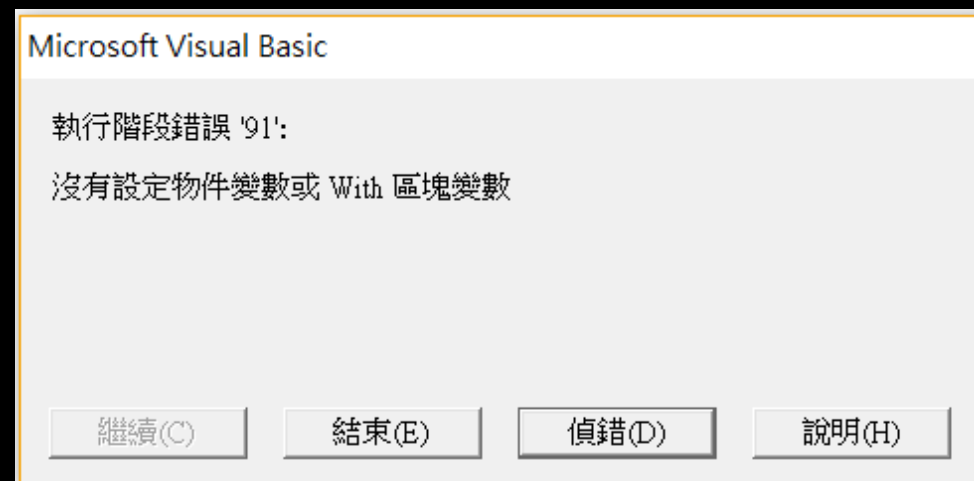 Microsoft Visual Basic
執行階段錯誤 '91':
沒有設定物件變數或 With 區塊變數
繼續(C) 結束(E) 偵錯(D) 說明(H)